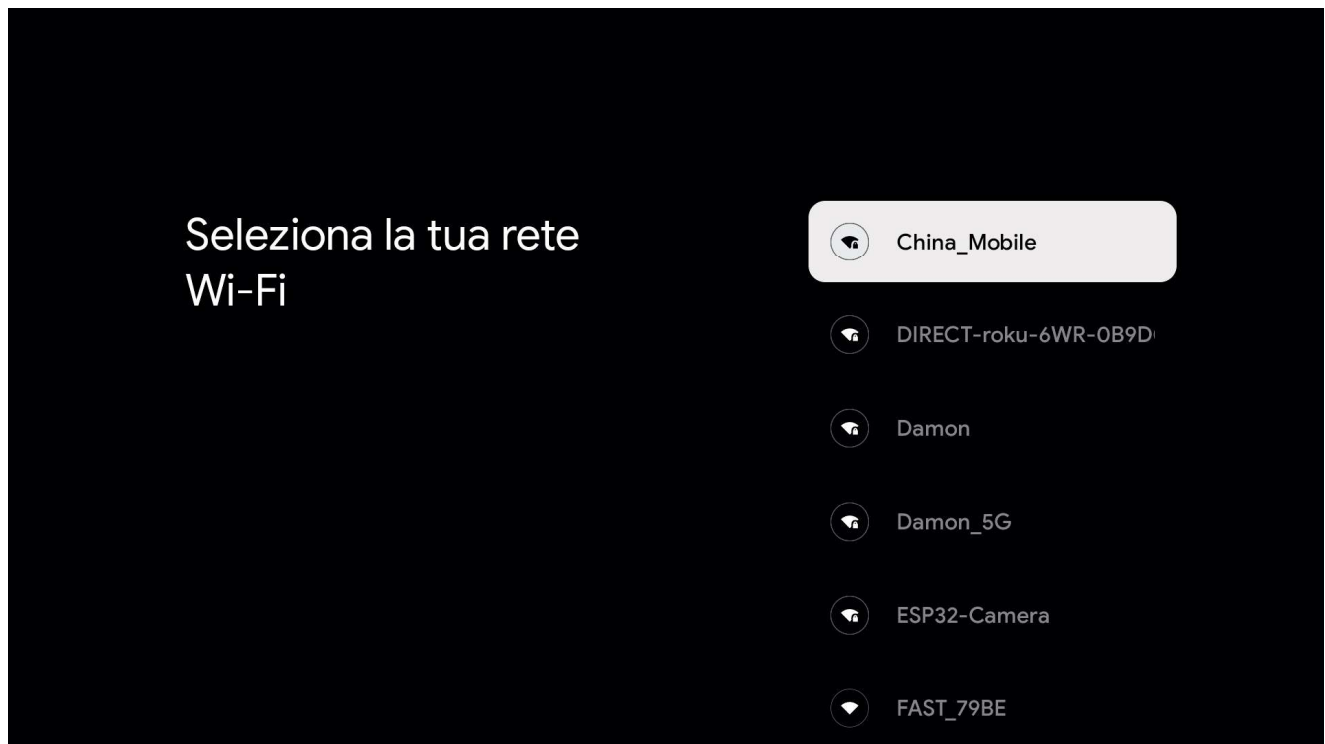 Seleziona la tua rete
Wi-Fi
China_Mobile
DIRECT-roku-6WR-0B9D
Damon
Damon_5G
ESP32-Camera
FAST_79BE